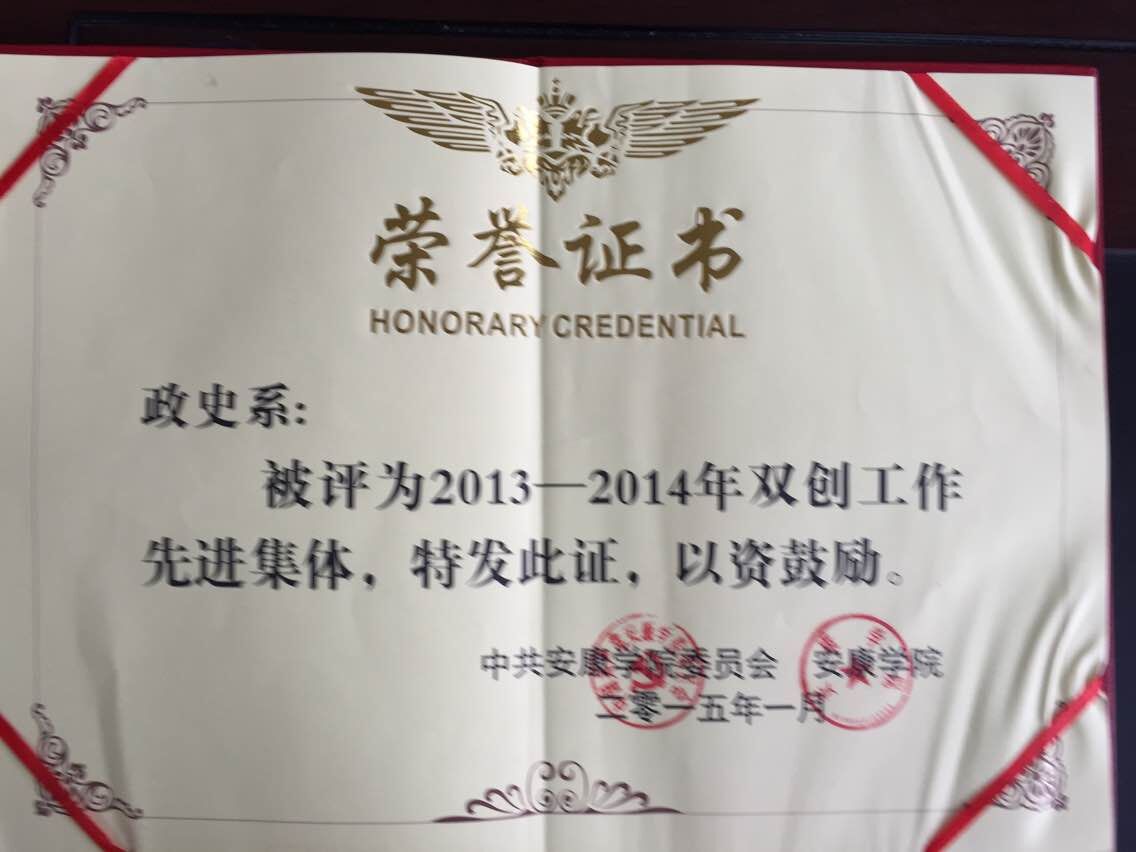 荣誉证书
HONORARY CREDENTIAL
政史系：
被评为2013—2014年双创工作
先进集体，特发此证，以资鼓励。
中共安康学院委员会 安康学院
二零一五年一月